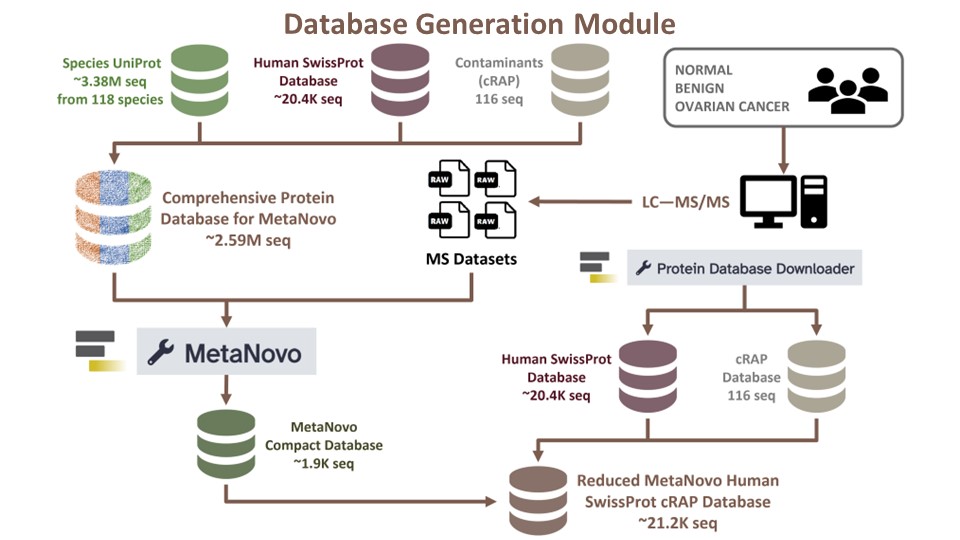 Database Generation Module
Species UniProt
~3.38M seq
from 118 species
Human SwissProt
Database
~20.4K seq
Contaminants
(cRAP)
116 seq
NORMAL
BENIGN
OVARIAN CANCER
Comprehensive Protein
Database for MetaNovo
~2.59M seq
RAW
RAW
RAW
RAW
MS Datasets
LC—MS/MS
Protein Database Downloader
MetaNovo
Human SwissProt
Database
~20.4K seq
cRAP
Database
116 seq
MetaNovo
Compact Database
~1.9K seq
Reduced MetaNovo Human
SwissProt cRAP Database
~21.2K seq